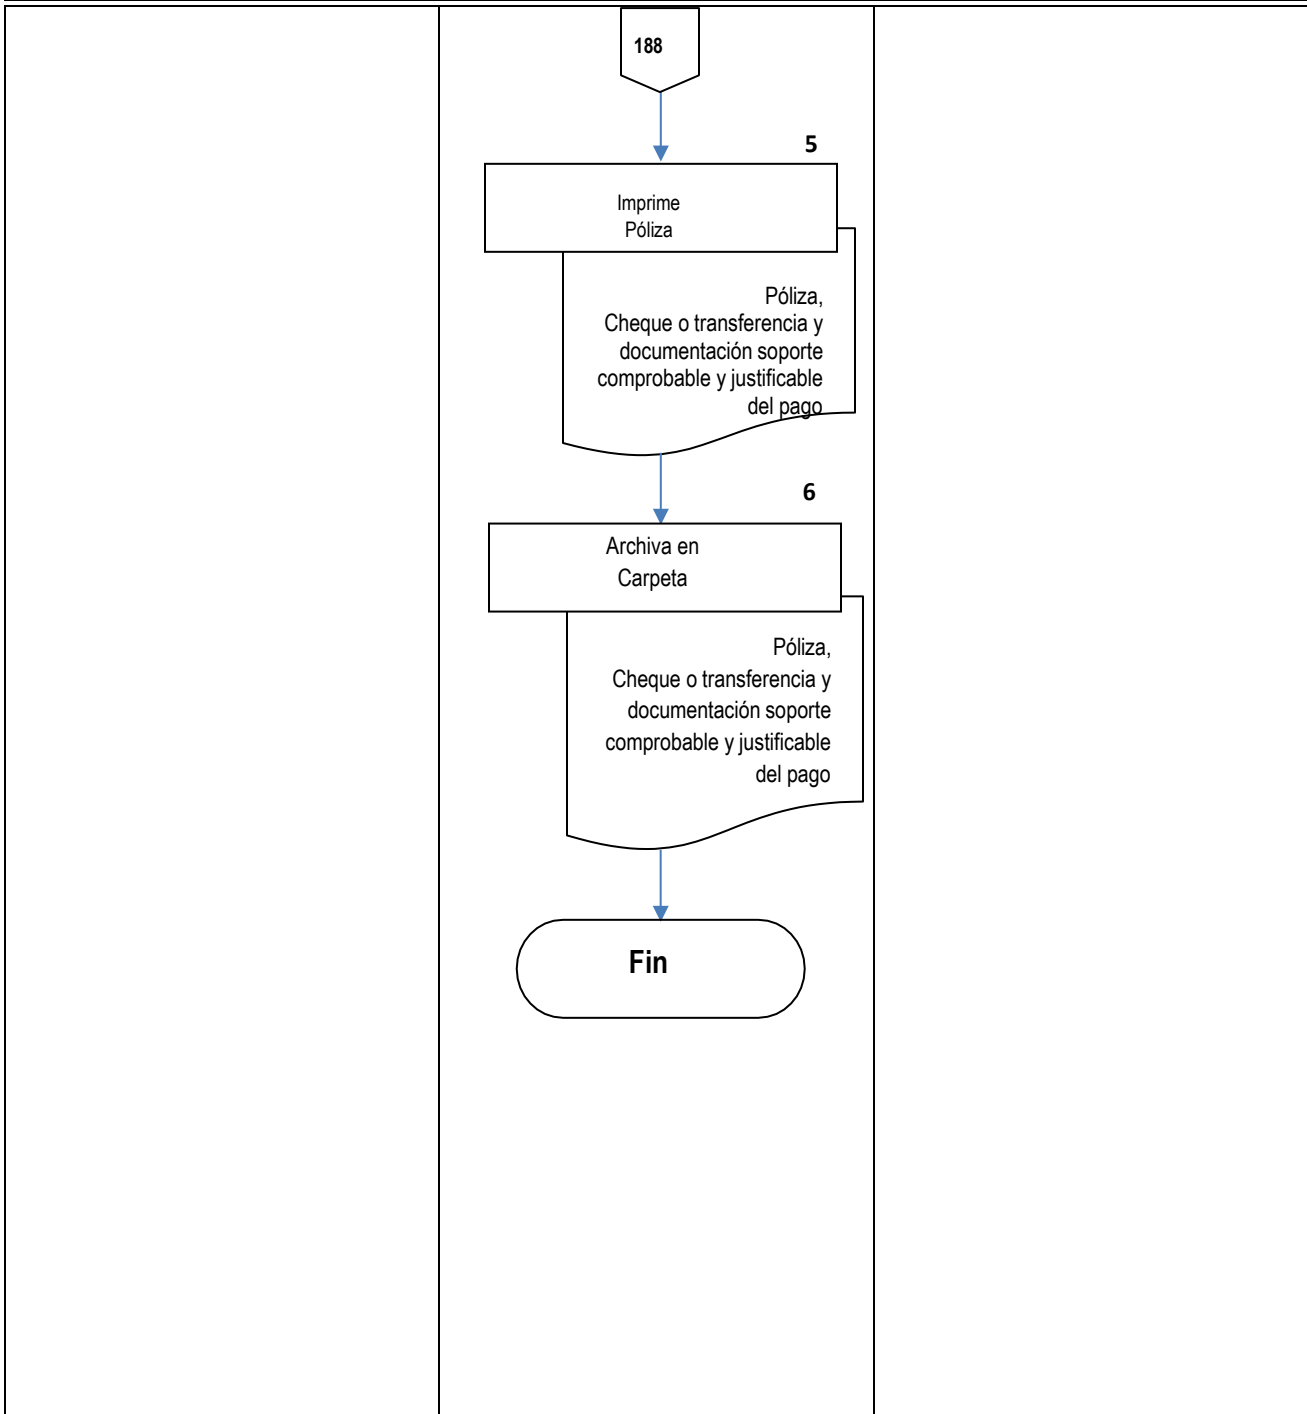 188
5
Imprime
Póliza
Póliza,
Cheque o transferencia y
documentación soporte
comprobable y justificable
del pago
6
Archiva en
Carpeta
Póliza,
Cheque o transferencia y
documentación soporte
comprobable y justificable
del pago
Fin